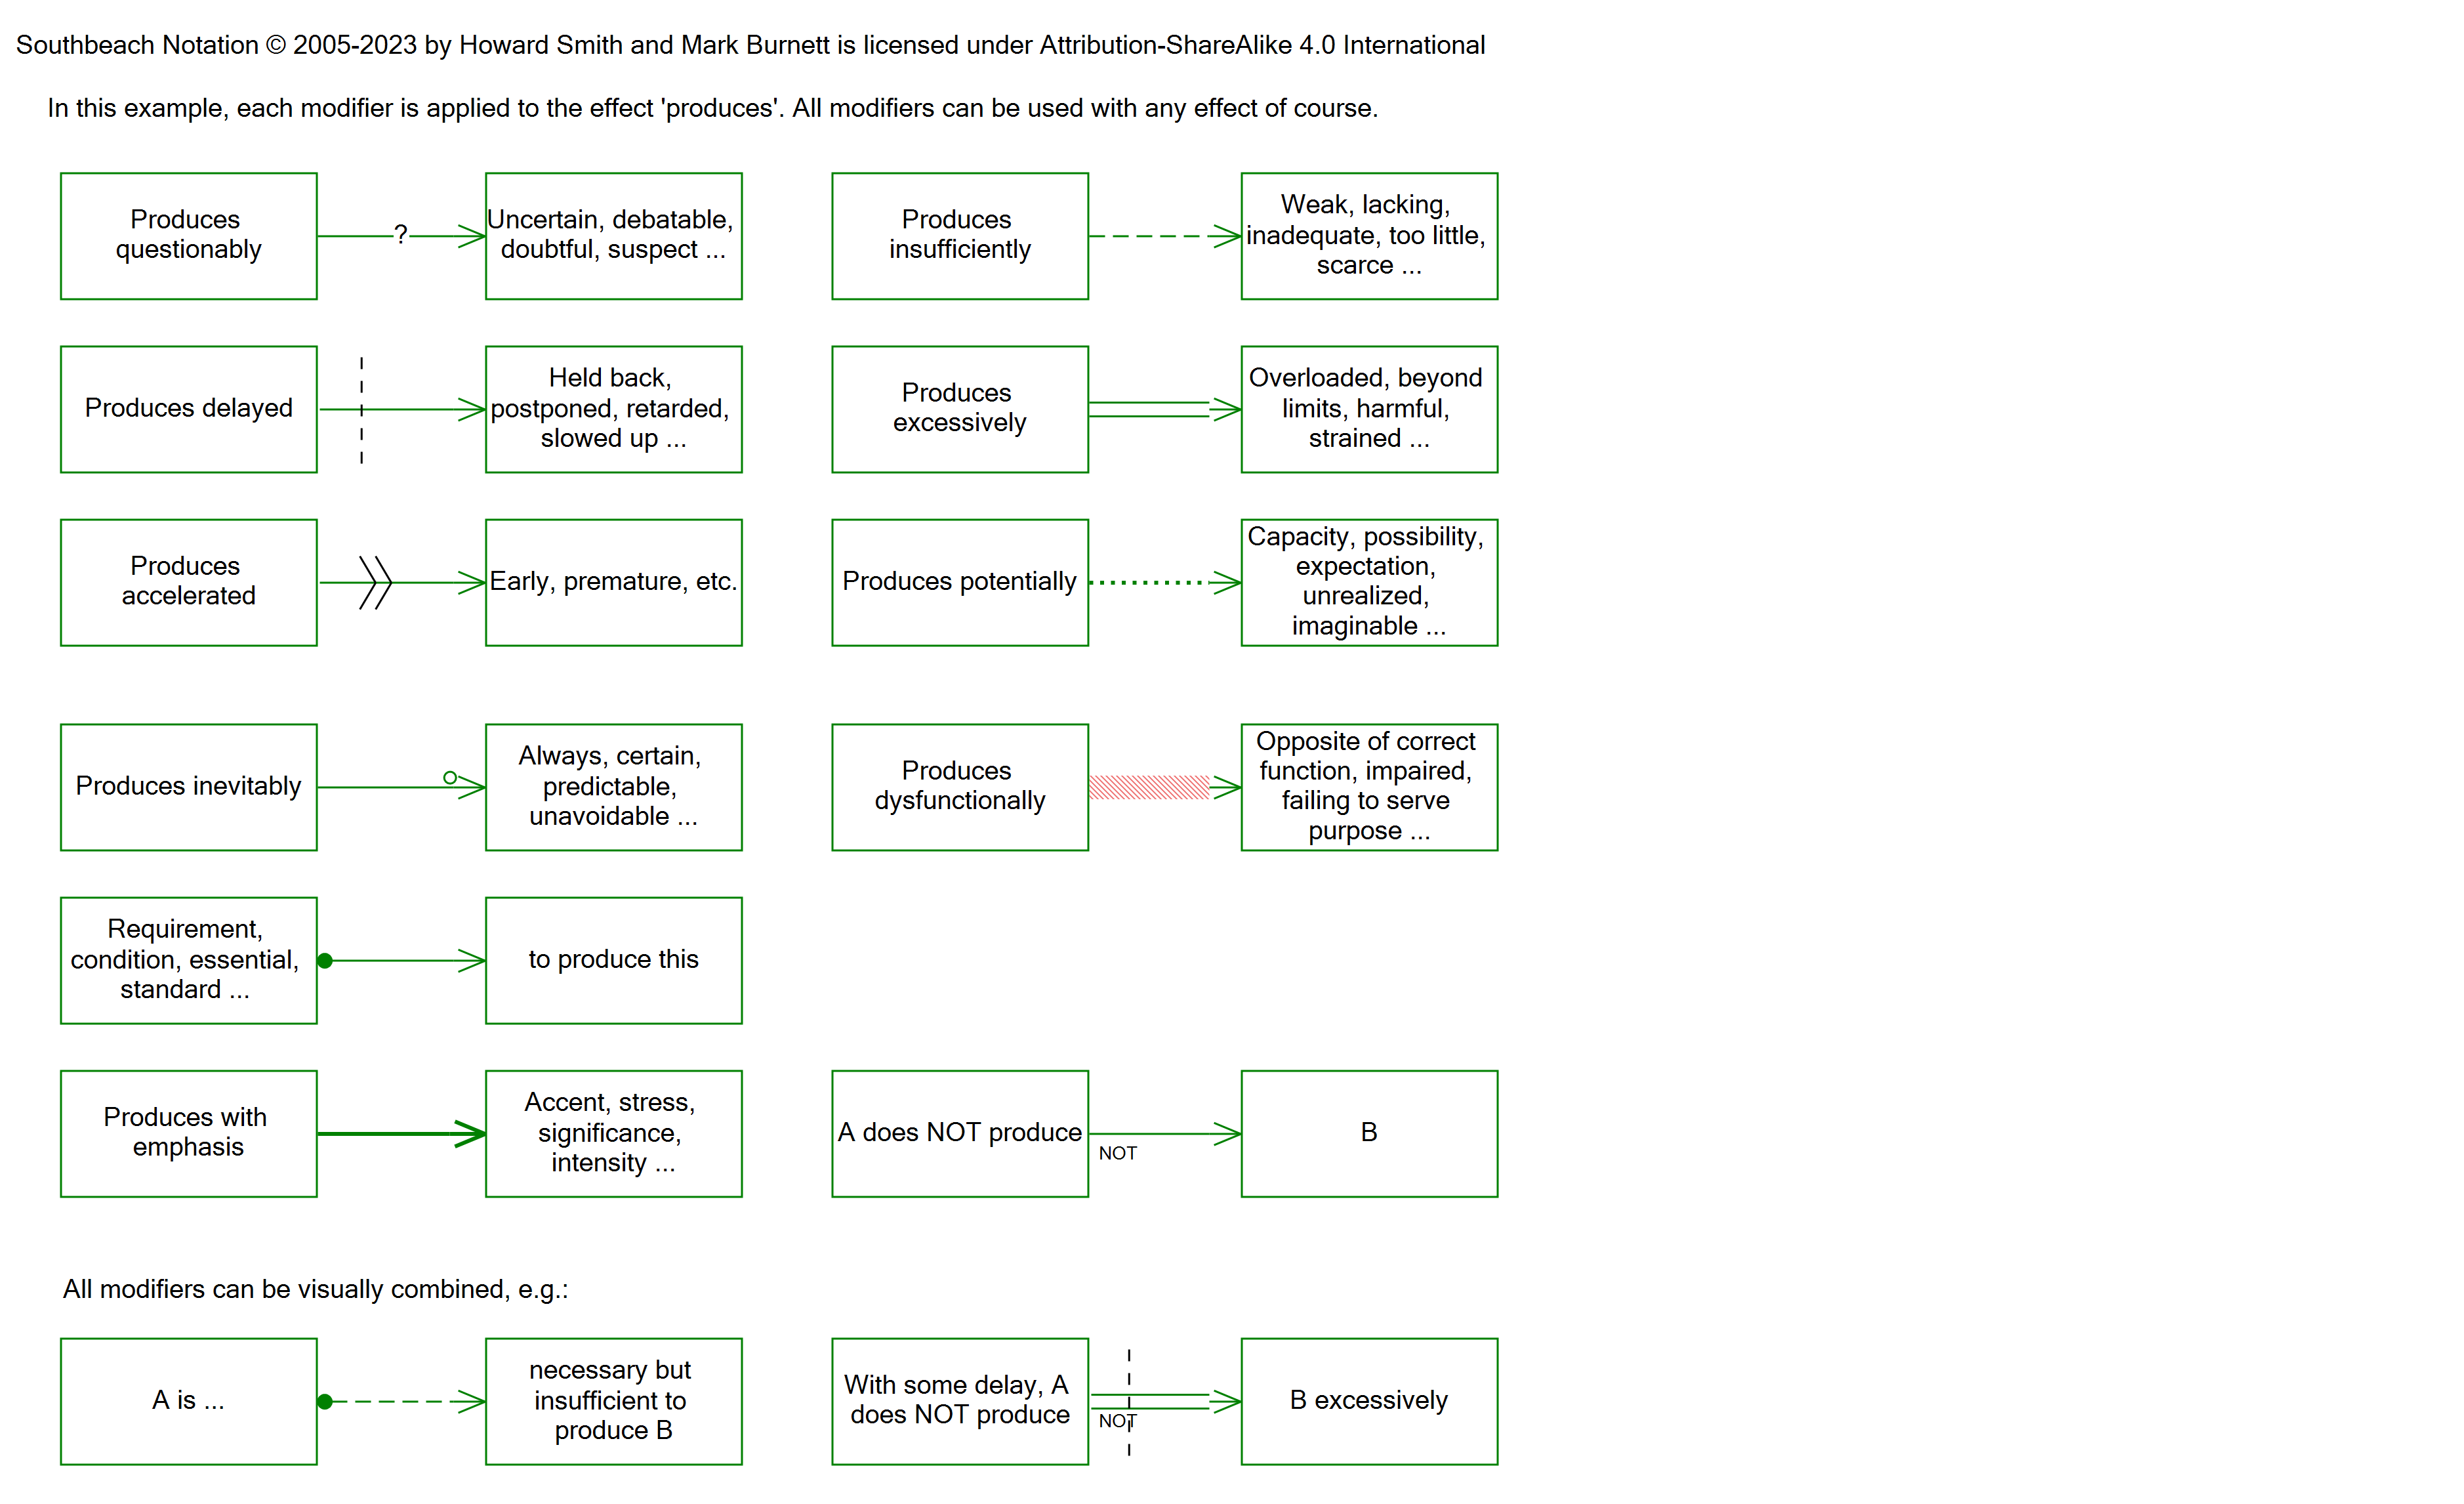 Southbeach Notation © 2005-2023 by Howard Smith and Mark Burnett is licensed under Attribution-ShareAlike 4.0 International
In this example, each modifier is applied to the effect 'produces'. All modifiers can be used with any effect of course.
Produces
questionably
?
Uncertain, debatable,
doubtful, suspect ...
Produces
insufficiently
Weak, lacking,
inadequate, too little,
scarce ...
Produces delayed
Held back,
postponed, retarded,
slowed up ...
Produces
excessively
Overloaded, beyond
limits, harmful,
strained ...
Produces
accelerated
Early, premature, etc.
Produces potentially
Capacity, possibility,
expectation,
unrealized,
imaginable ...
Produces inevitably
Always, certain,
predictable,
unavoidable ...
Produces
dysfunctionally
Opposite of correct
function, impaired,
failing to serve
purpose ...
Requirement,
condition, essential,
standard ...
to produce this
Produces with
emphasis
Accent, stress,
significance,
intensity ...
A does NOT produce
NOT
B
All modifiers can be visually combined, e.g.:
A is ...
necessary but
insufficient to
produce B
With some delay, A
does NOT produce
NOT
B excessively